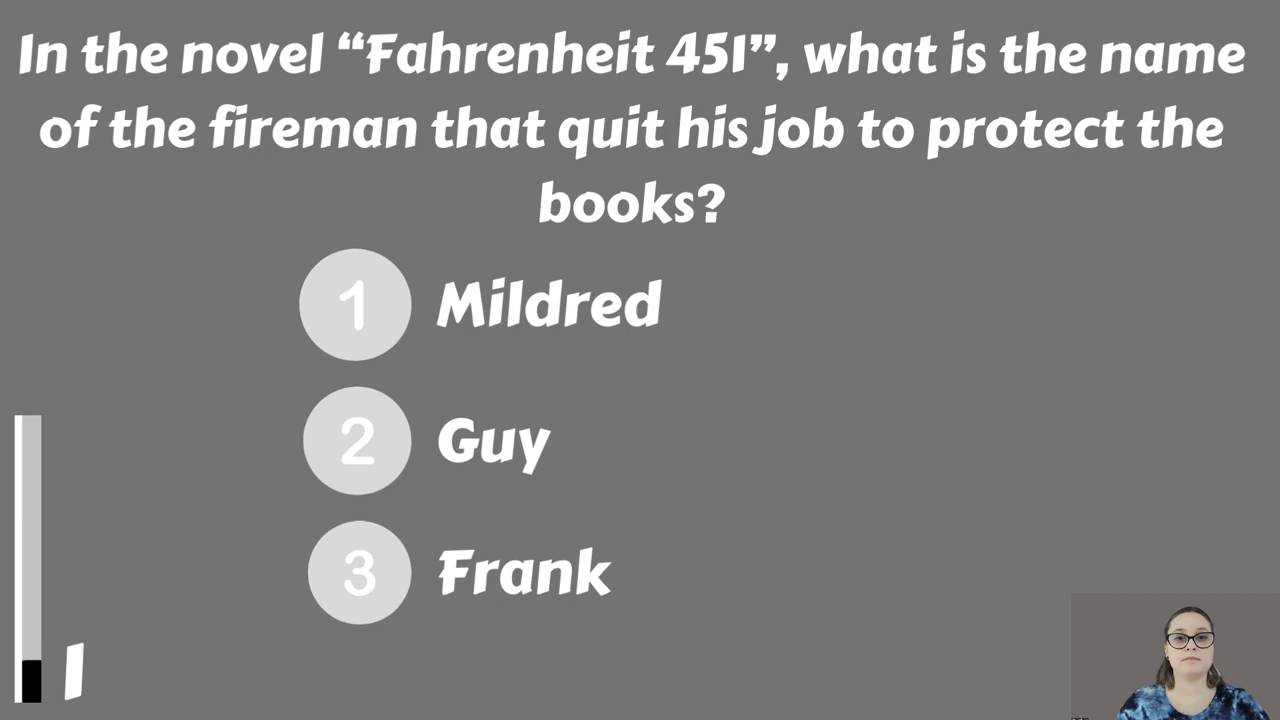 In the novel “Fahrenheit 451”, what is the name
of the fireman that quit his job to protect the
books?
1 Mildred
2 Guy
3 Frank
1